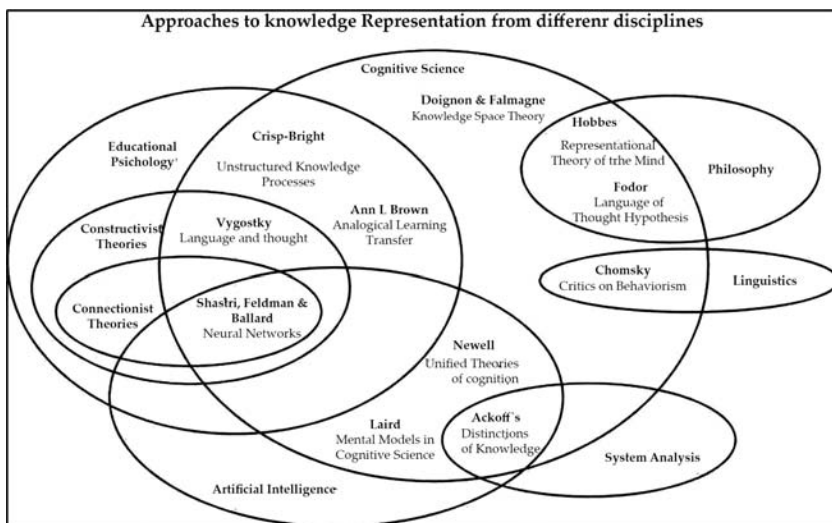 Approaches to knowledge Representation from differenr disciplines
Cognitive Science
Doignon & Falmagne
Knowledge Space Theory
Hobbes
Representational
Theory of trhe Mind
Philosophy
Fodor
Language of
Thought Hypothesis
Educational
Psichology
Crisp-Bright
Unstructured Knowledge
Processes
Ann L Brown
Analogical Learning
Transfer
Constructivist
Theories
Vygostky
Language and thought
Chomsky
Critics on Behaviorism
Linguistics
Connectionist
Theories
Shastri, Feldman &
Ballard
Neural Networks
Newell
Unified Theories
of cognition
Laird
Mental Models in
Cognitive Science
Ackoff`s
Distinctions
of Knowledge
System Analysis
Artificial Intelligence